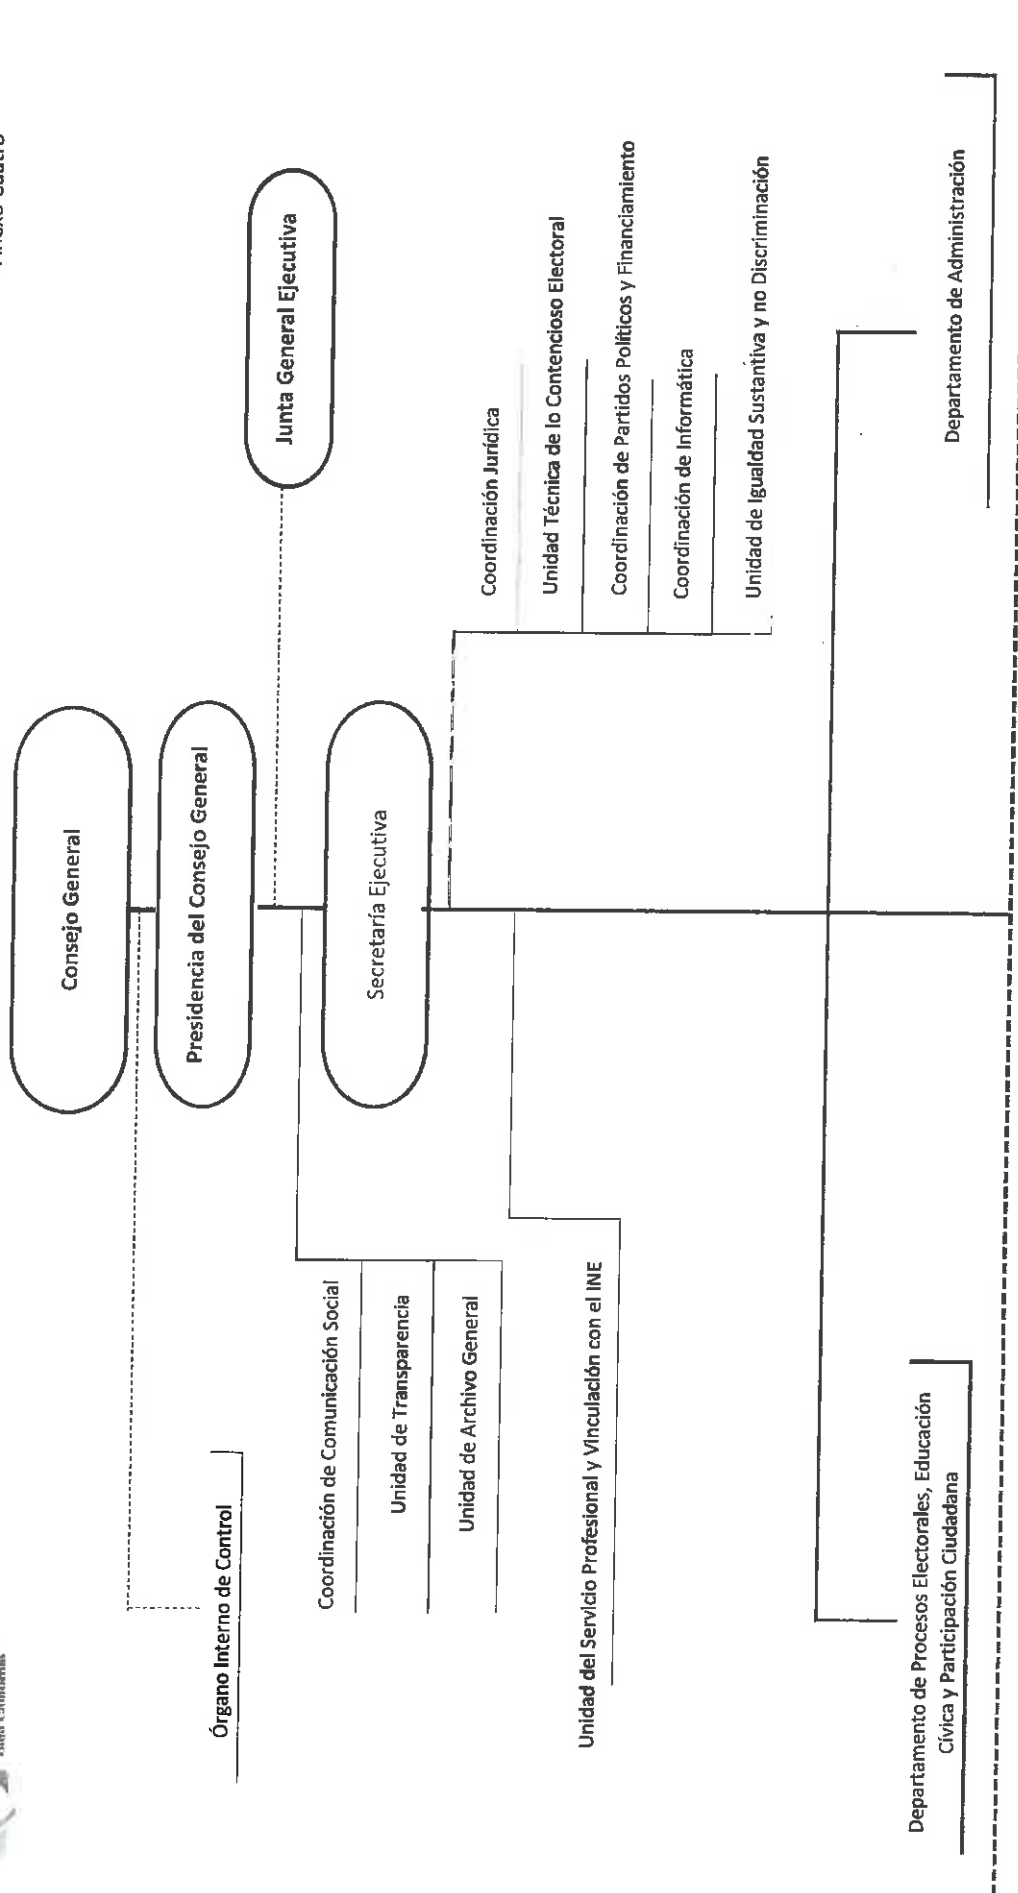 Anexo Cuatro
Consejo General
Presidencia del Consejo General
Junta General Ejecutiva
Órgano Interno de Control
Secretaría Ejecutiva
Coordinación de Comunicación Social
Unidad de Transparencia
Unidad de Archivo General
Coordinación Jurídica
Unidad Técnica de lo Contencioso Electoral
Coordinación de Partidos Políticos y Financiamiento
Coordinación de Informática
Unidad de Igualdad Sustantiva y no Discriminación
Unidad del Servicio Profesional y Vinculación con el INE
Departamento de Procesos Electorales, Educación
Cívica y Participación Ciudadana
Departamento de Administración